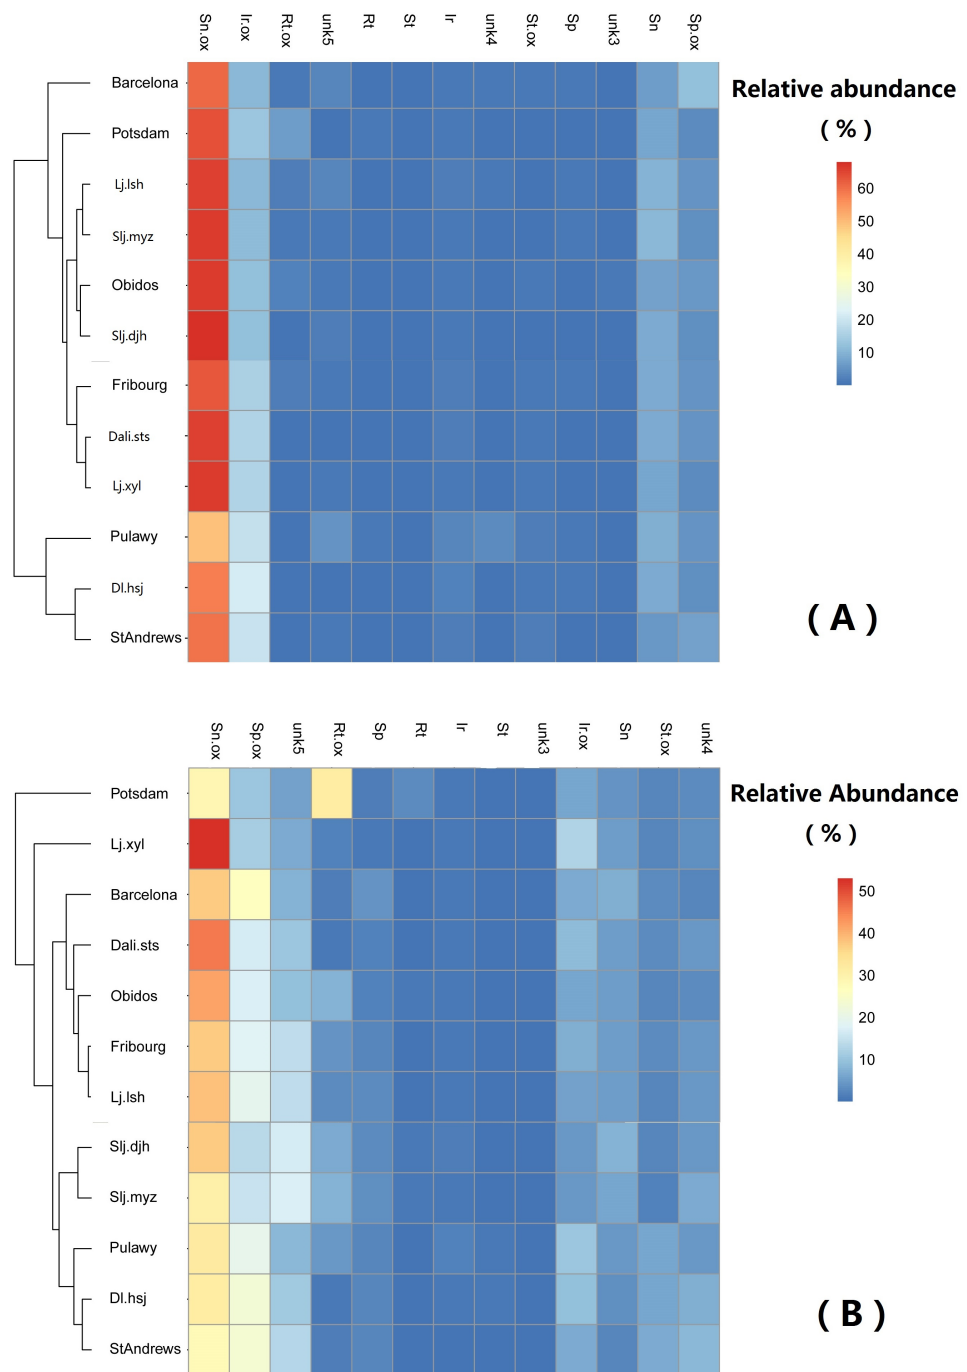 Sn.ox Ir.ox Rt.ox unk5 Rt St Ir unk4 St.ox Sp unk3 Sn Sp.ox
Barcelona
Potsdam
Lj.lsh
Slj.myz
Obidos
Slj.djh
Fribourg
Dali.sts
Lj.xyl
Pulawy
Dl.hsj
StAndrews
Relative abundance
( % )
60
50
40
30
20
10
( A )
Sn.ox Sp.ox unk5 Rt.ox Sp Rt Ir St unk3 Ir.ox Sn St.ox unk4
Potsdam
Lj.xyl
Barcelona
Dali.sts
Obidos
Fribourg
Lj.lsh
Slj.djh
Slj.myz
Pulawy
Dl.hsj
StAndrews
Relative Abundance
( % )
50
40
30
20
10
( B )